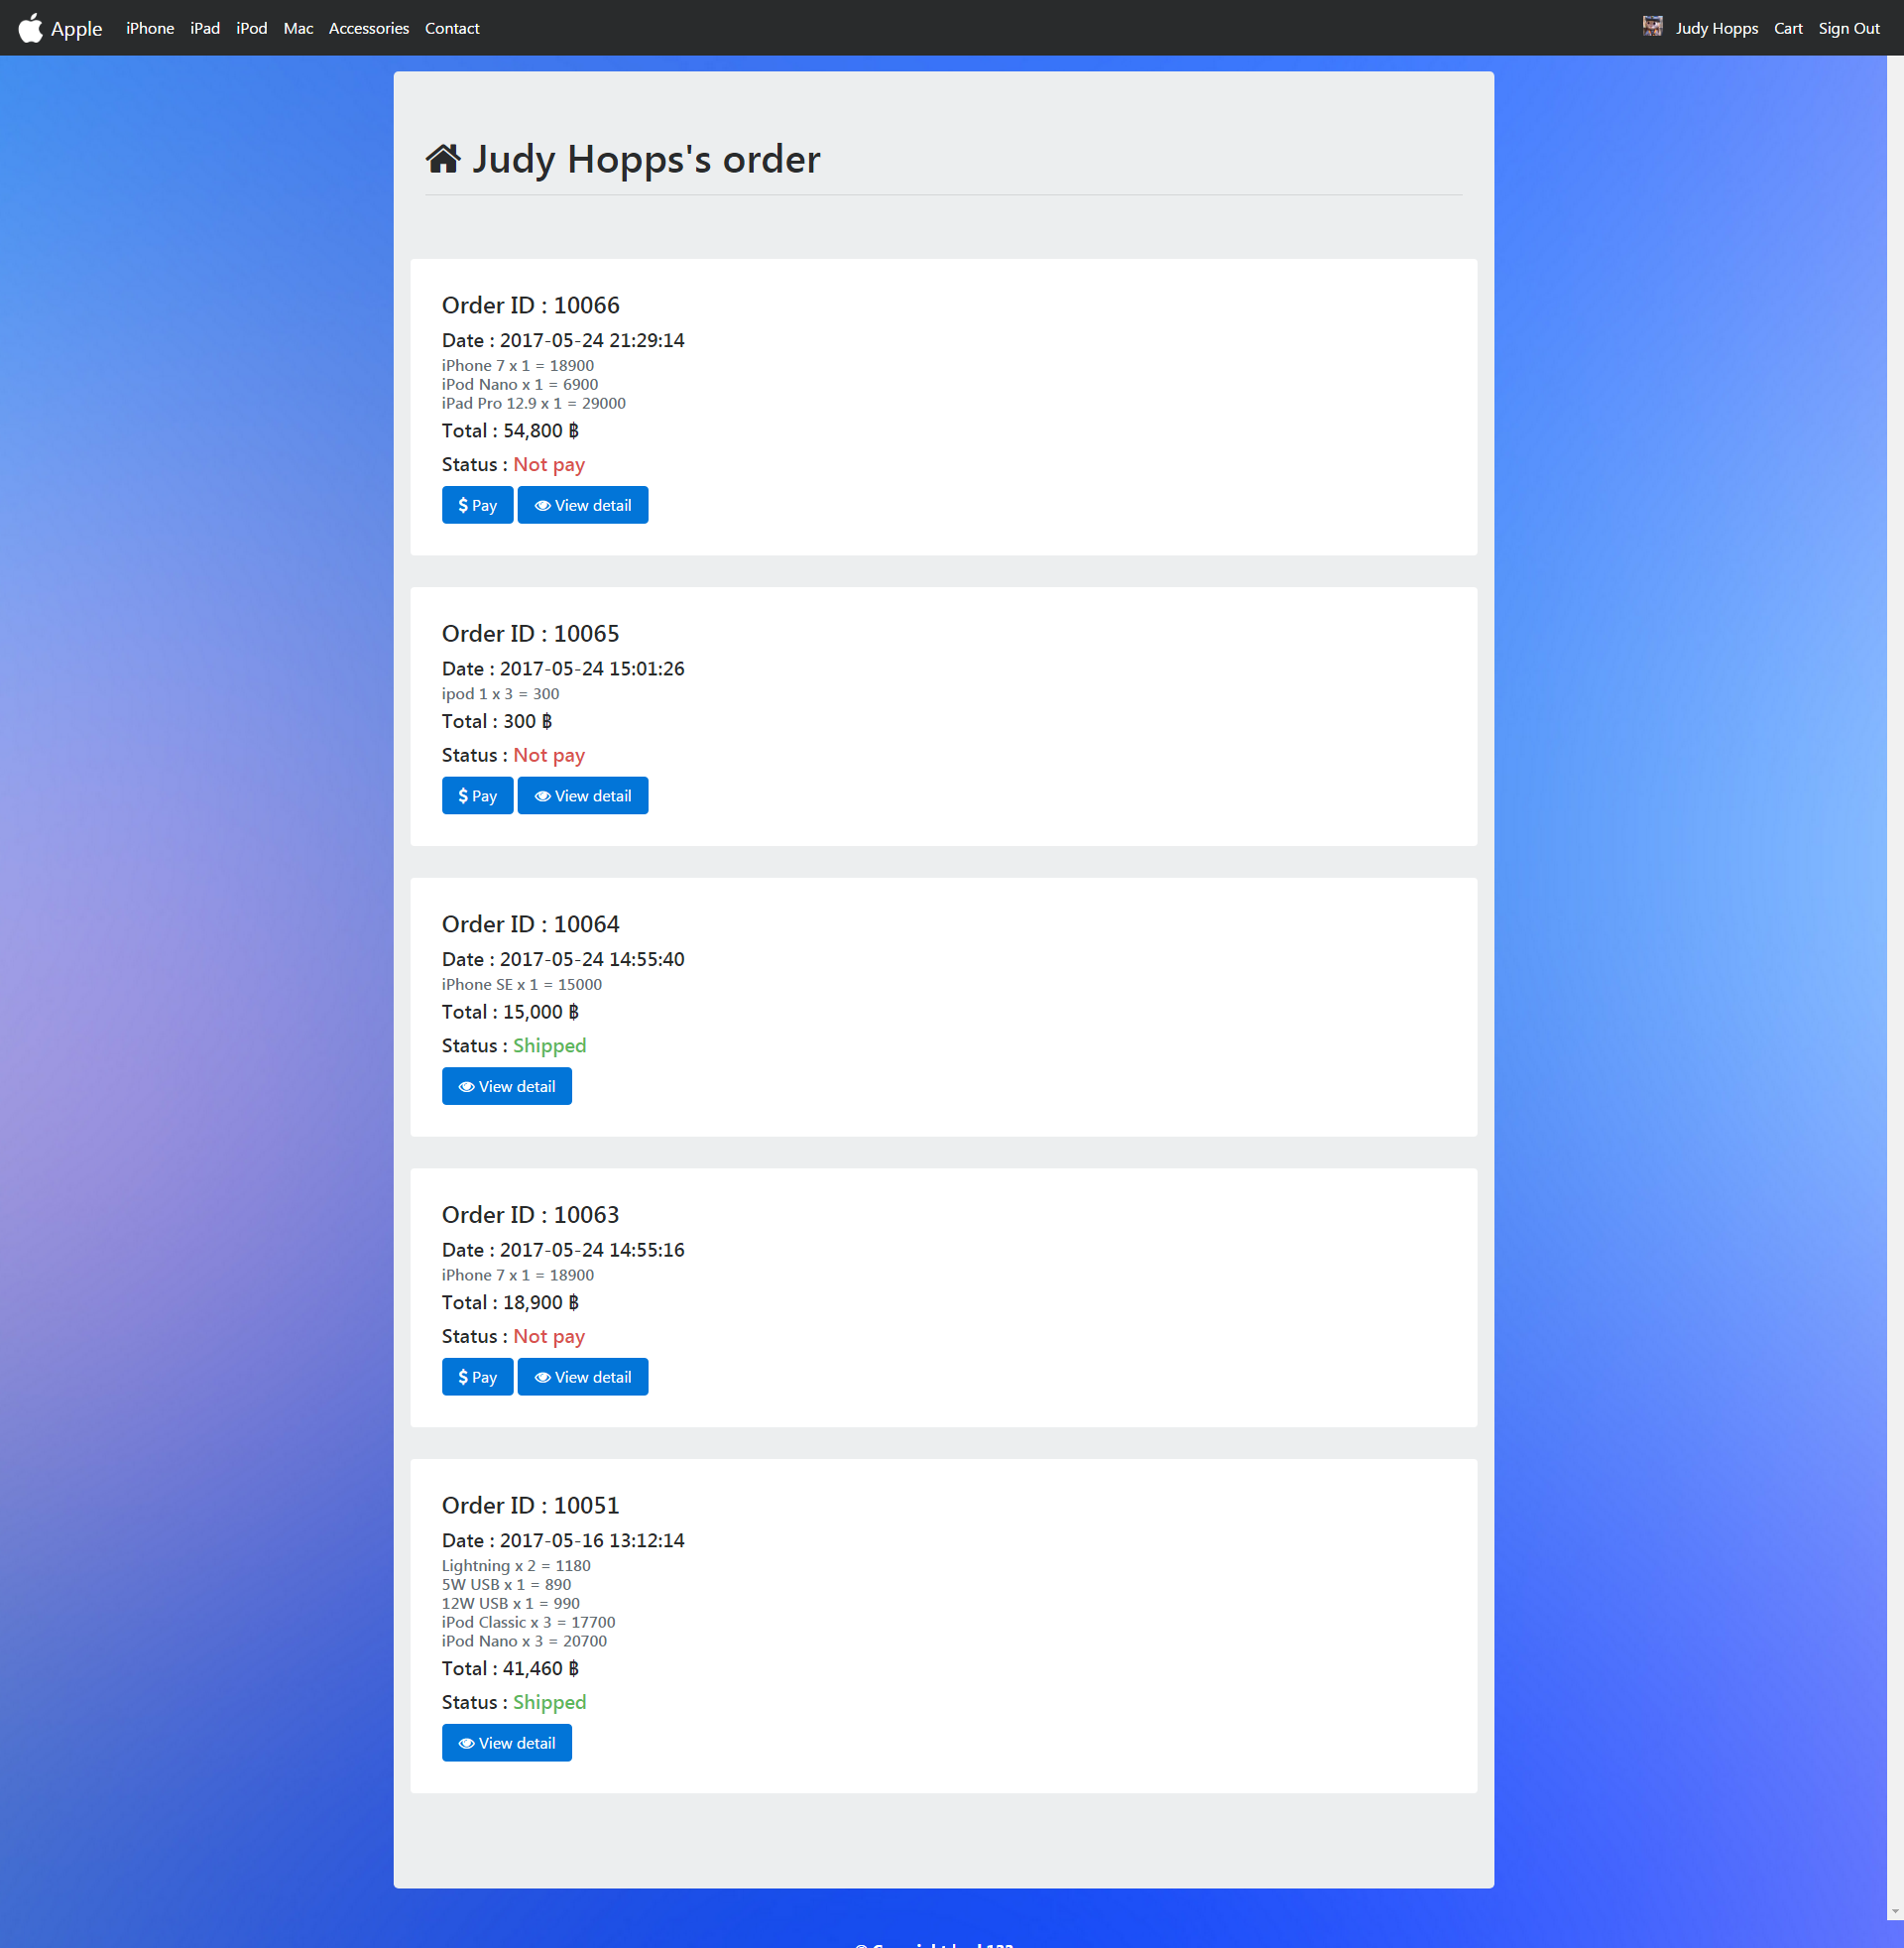 Apple iPhone iPad iPod Mac Accessories Contact Judy Hopps Cart Sign Out
Judy Hopps's order
Order ID : 10066
Date : 2017-05-24 21:29:14
iPhone 7 x 1 = 18900
iPod Nano x 1 = 6900
iPad Pro 12.9 x 1 = 29000
Total : 54,800 ฿
Status : Not pay
$ Pay View detail
Order ID : 10065
Date : 2017-05-24 15:01:26
ipod 1 x 3 = 300
Total : 300 ฿
Status : Not pay
$ Pay View detail
Order ID : 10064
Date : 2017-05-24 14:55:40
iPhone SE x 1 = 15000
Total : 15,000 ฿
Status : Shipped
View detail
Order ID : 10063
Date : 2017-05-24 14:55:16
iPhone 7 x 1 = 18900
Total : 18,900 ฿
Status : Not pay
$ Pay View detail
Order ID : 10051
Date : 2017-05-16 13:12:14
Lightning x 2 = 1180
5W USB x 1 = 890
12W USB x 1 = 990
iPod Classic x 3 = 17700
iPod Nano x 3 = 20700
Total : 41,460 ฿
Status : Shipped
View detail